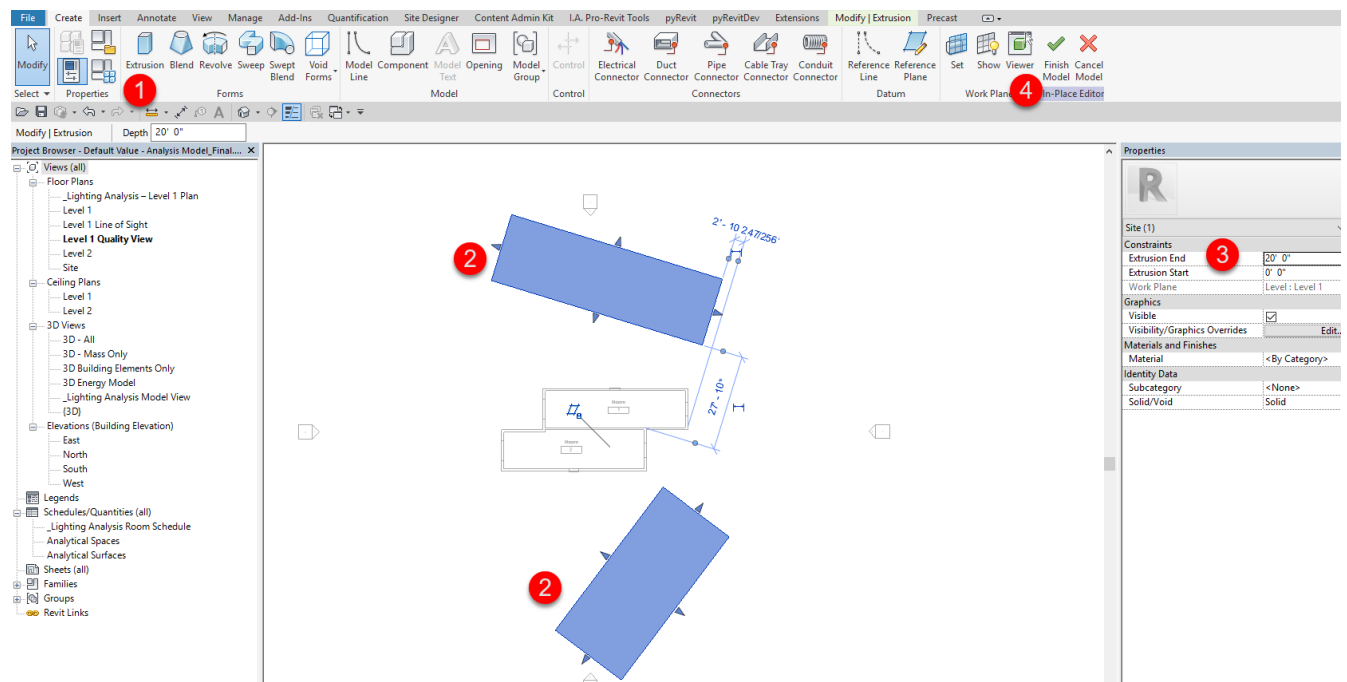 File Create Insert Annotate View Manage Add-Ins Quantification Site Designer Content Admin Kit I.A. Pro-Revit Tools pyRevit pyRevitDev Extensions Modify | Extrusion Precast
Modify Extrusion Blend Revolve Sweep Swept Blend Void Forms Model Line Component Model Text Opening Model Group Control Electrical Connector Duct Connector Pipe Connector Cable Tray Connector Conduit Connector Reference Line Reference Plane Set Show Viewer Finish Model Cancel Model
Select Properties 1 Forms Model Control Connectors Datum Work Plane 4 In-Place Editor
Modify | Extrusion Depth 20' 0"
Project Browser - Default Value - Analysis Model_Final....
Views (all)
Floor Plans
_Lighting Analysis – Level 1 Plan
Level 1
Level 1 Line of Sight
Level 1 Quality View
Level 2
Site
Ceiling Plans
Level 1
Level 2
3D Views
3D - All
3D - Mass Only
3D Building Elements Only
3D Energy Model
_Lighting Analysis Model View
{3D}
Elevations (Building Elevation)
East
North
South
West
Legends
Schedules/Quantities (all)
_Lighting Analysis Room Schedule
Analytical Spaces
Analytical Surfaces
Sheets (all)
Families
Groups
Revit Links
2
2' - 10 247/256"
27' - 10"
Room
1
Room
2
2
Properties
R
Site (1)
Constraints
3
Extrusion End 20' 0"
Extrusion Start 0' 0"
Work Plane Level : Level 1
Graphics
Visible
Visibility/Graphics Overrides Edit...
Materials and Finishes
Material <By Category>
Identity Data
Subcategory <None>
Solid/Void Solid